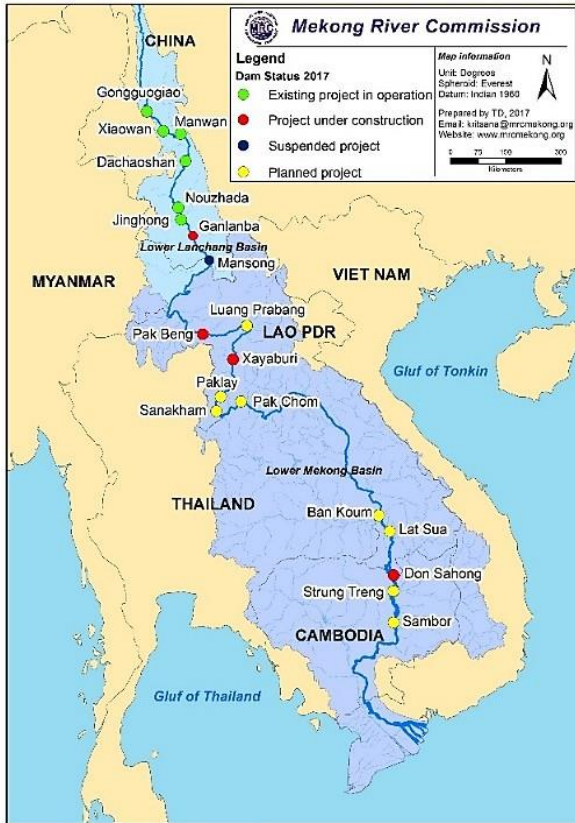 MRC
Mekong River Commission
Legend
Dam Status 2017
Existing project in operation
Project under construction
Suspended project
Planned project
Map information
Unit: Degrees
Spheroid: Everest
Datum: Indian 1960
Prepared by TD, 2017
Email: kritsana@mrcmekong.org
Website: www.mrcmekong.org
N
0 75 150 300
Kilometers
CHINA
Gongguogiao
Xiaowan
Manwan
Dachaoshan
Nouzhada
Jinghong
Ganlanba
Lower Lanchang Basin
Mansong
MYANMAR
VIET NAM
Luang Prabang
LAO PDR
Pak Beng
Xayaburi
Gluf of Tonkin
Paklay
Pak Chom
Sanakham
Lower Mekong Basin
THAILAND
Ban Koum
Lat Sua
Don Sahong
Strung Treng
Sambor
CAMBODIA
Gluf of Thailand